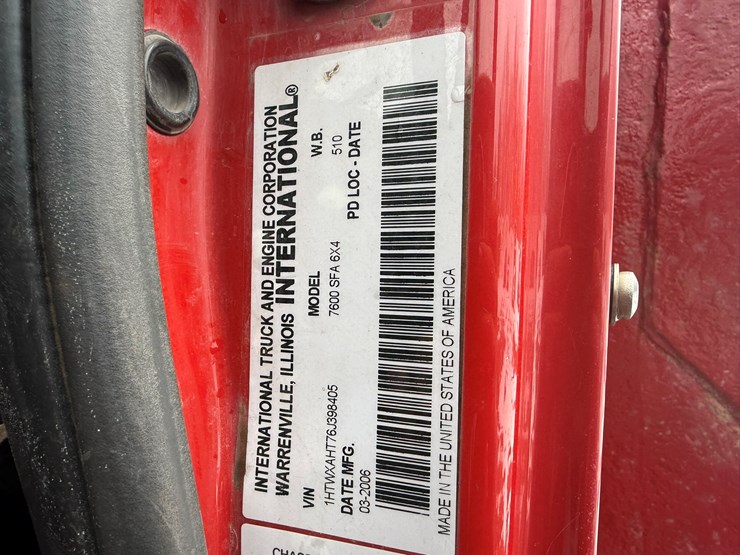 INTERNATIONAL TRUCK AND ENGINE CORPORATION
WARRENVILLE, ILLINOIS INTERNATIONAL®
VIN MODEL W.B.
1HTWXAHT76J398405 7600 SFA 6X4 510
DATE MFG. PD LOC - DATE
03-2006
MADE IN THE UNITED STATES OF AMERICA